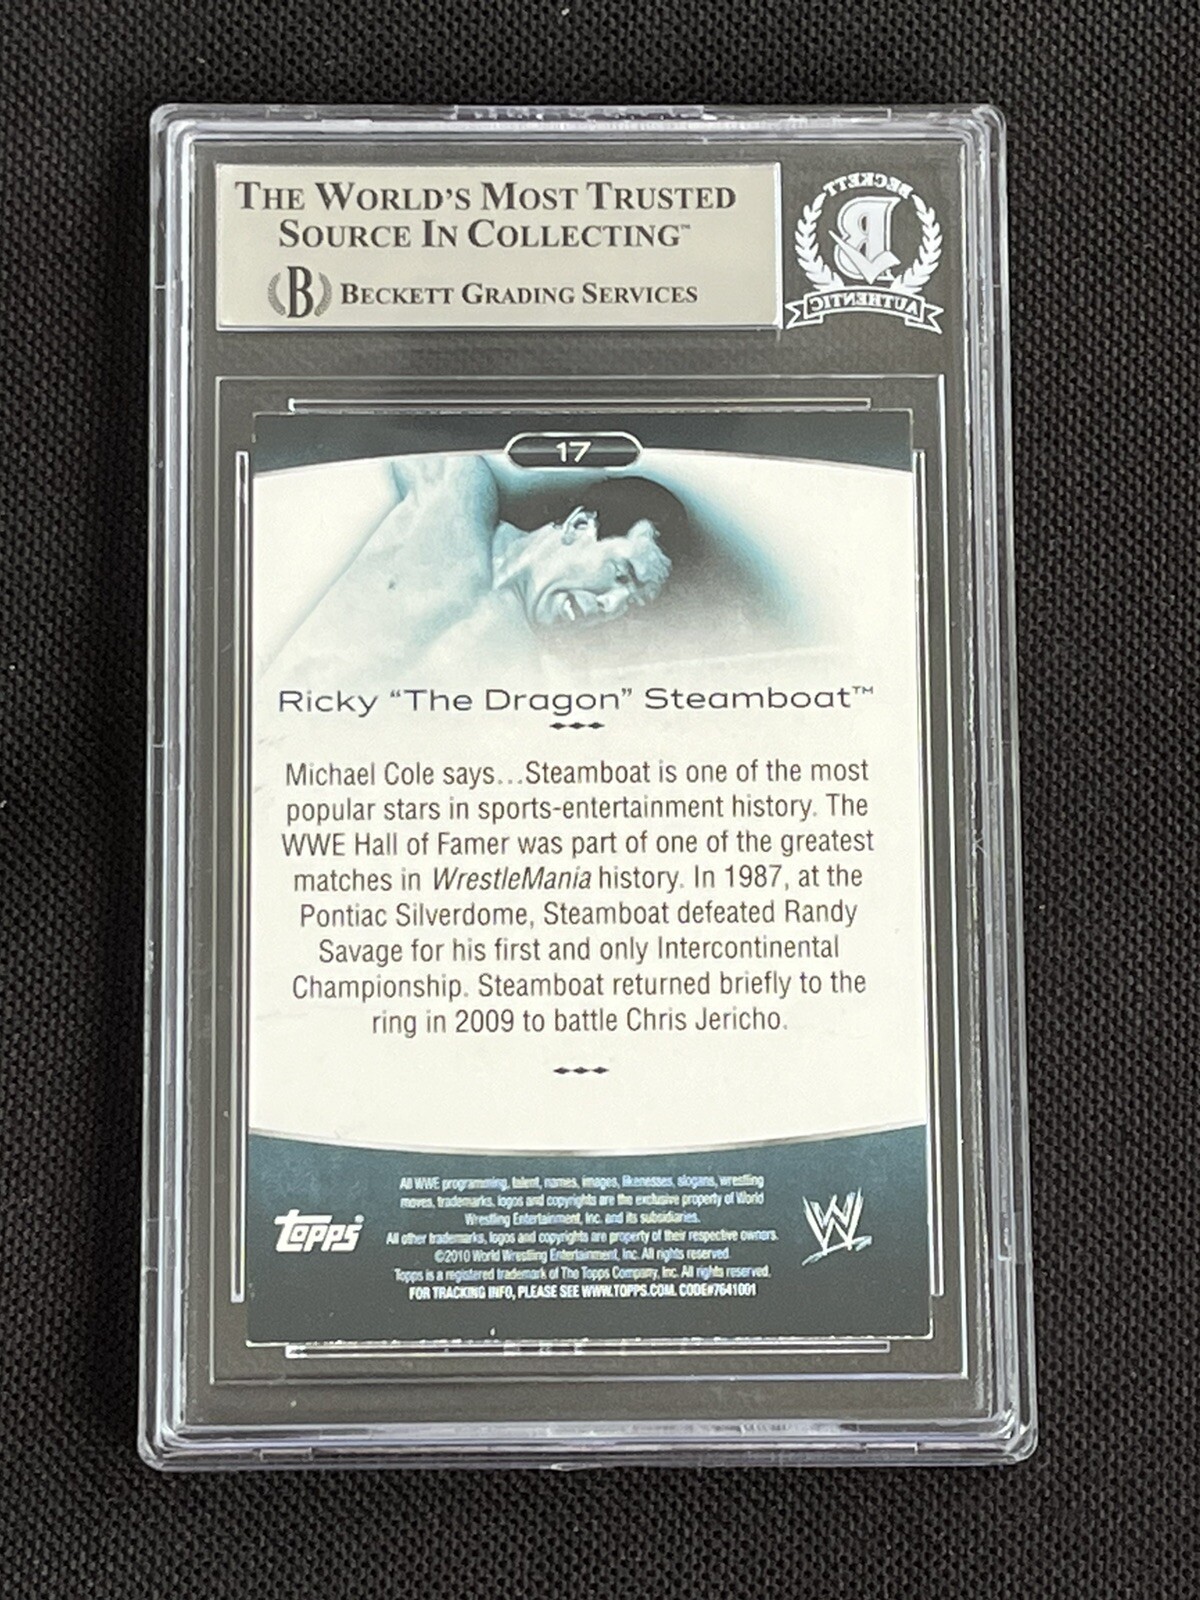 THE WORLD'S MOST TRUSTED
SOURCE IN COLLECTING™
B BECKETT GRADING SERVICES
BECKETT
B
AUTHENTIC
17
Ricky “The Dragon” Steamboat™
Michael Cole says...Steamboat is one of the most
popular stars in sports-entertainment history. The
WWE Hall of Famer was part of one of the greatest
matches in WrestleMania history. In 1987, at the
Pontiac Silverdome, Steamboat defeated Randy
Savage for his first and only Intercontinental
Championship. Steamboat returned briefly to the
ring in 2009 to battle Chris Jericho.
All WWE programming, talent, names, images, likenesses, slogans, wrestling
moves, trademarks, logos and copyrights are the exclusive property of World
Wrestling Entertainment, Inc. and its subsidiaries.
All other trademarks, logos and copyrights are property of their respective owners.
©2010 World Wrestling Entertainment, Inc. All rights reserved.
Topps is a registered trademark of The Topps Company, Inc. All rights reserved.
FOR TRACKING INFO, PLEASE SEE WWW.TOPPS.COM. CODE#7641001
topps®
W